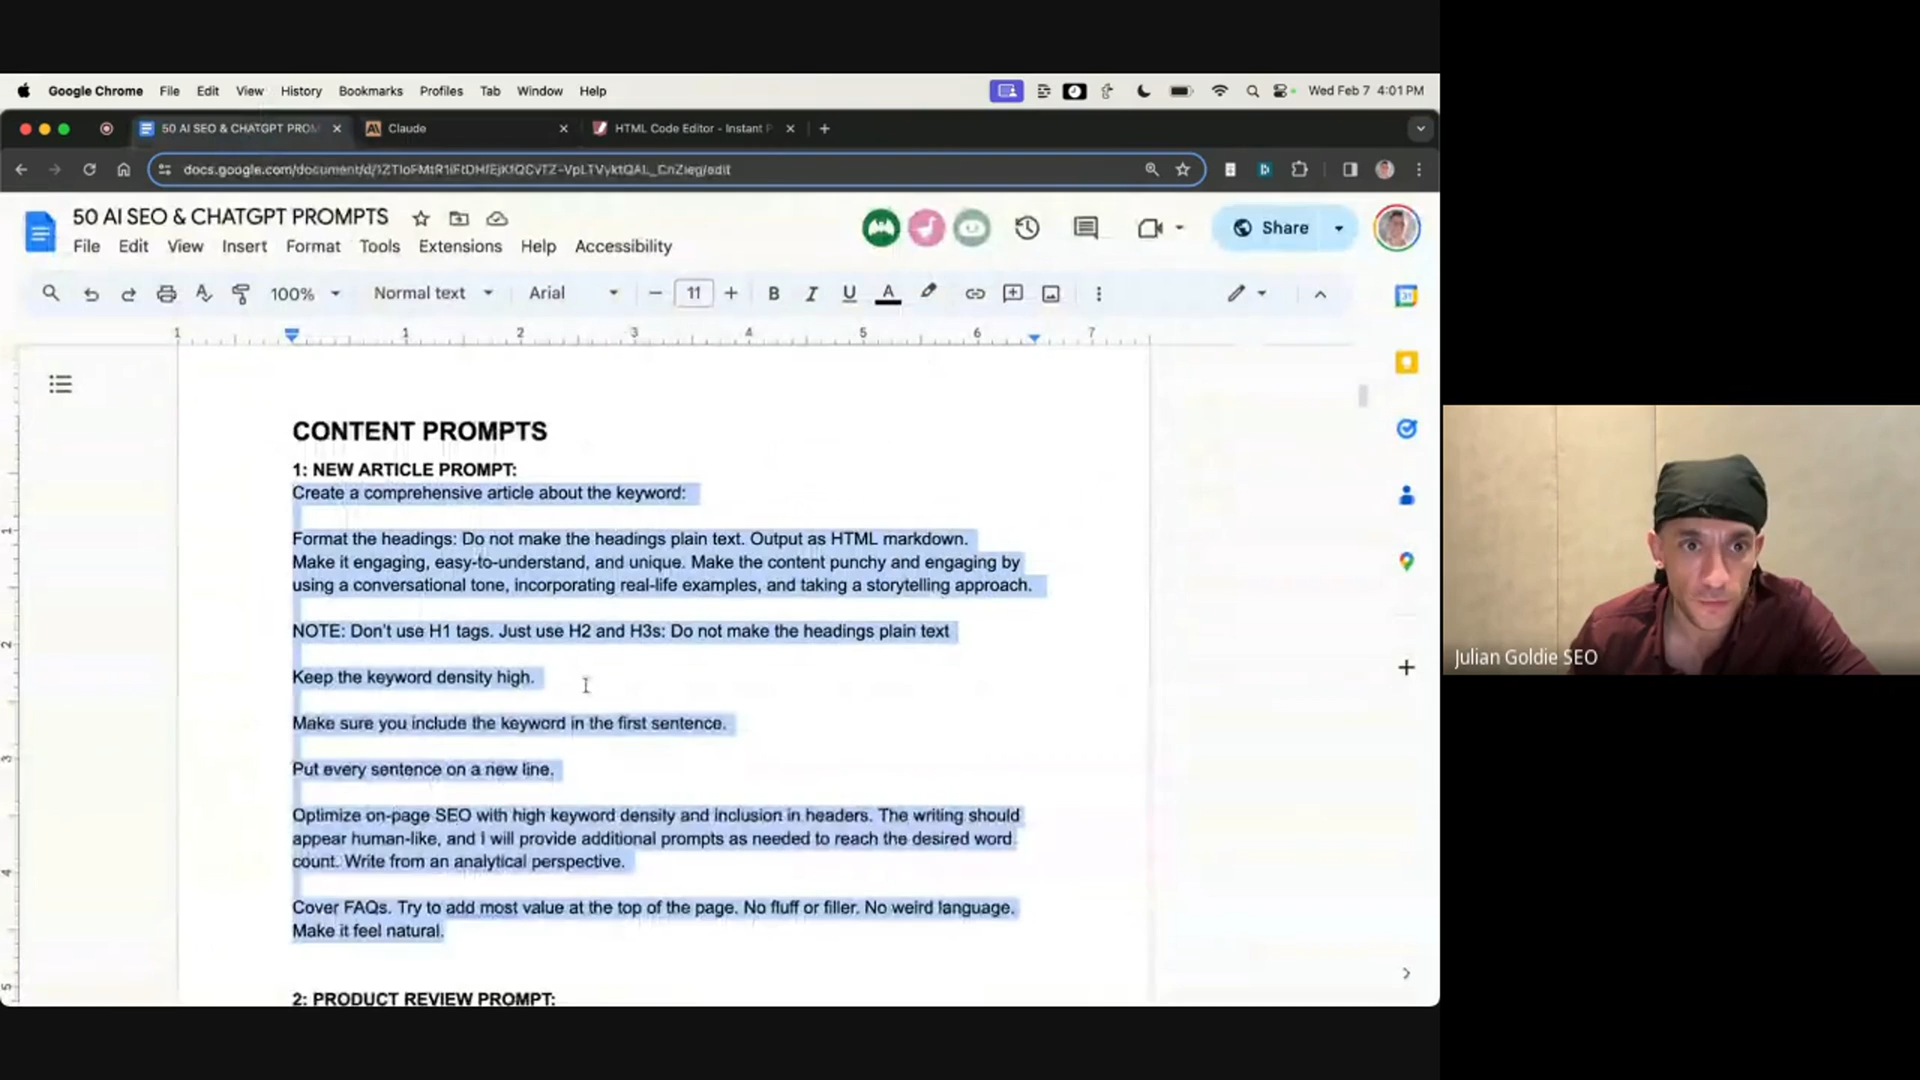 Google Chrome File Edit View History Bookmarks Profiles Tab Window Help Wed Feb 7 4:01 PM
50 AI SEO & CHATGPT PROM Claude HTML Code Editor - Instant P
50 AI SEO & CHATGPT PROMPTS
Share
File Edit View Insert Format Tools Extensions Help Accessibility
100% Normal text Arial 11
1 1 2 3 4 5 6 7
CONTENT PROMPTS
1: NEW ARTICLE PROMPT:
Create a comprehensive article about the keyword:
Format the headings: Do not make the headings plain text. Output as HTML markdown.
Make it engaging, easy-to-understand, and unique. Make the content punchy and engaging by
using a conversational tone, incorporating real-life examples, and taking a storytelling approach.
NOTE: Don't use H1 tags. Just use H2 and H3s: Do not make the headings plain text
Keep the keyword density high.
Make sure you include the keyword in the first sentence.
Put every sentence on a new line.
Optimize on-page SEO with high keyword density and inclusion in headers. The writing should
appear human-like, and I will provide additional prompts as needed to reach the desired word
count. Write from an analytical perspective.
Cover FAQs. Try to add most value at the top of the page. No fluff or filler. No weird language.
Make it feel natural.
2: PRODUCT REVIEW PROMPT:
Julian Goldie SEO